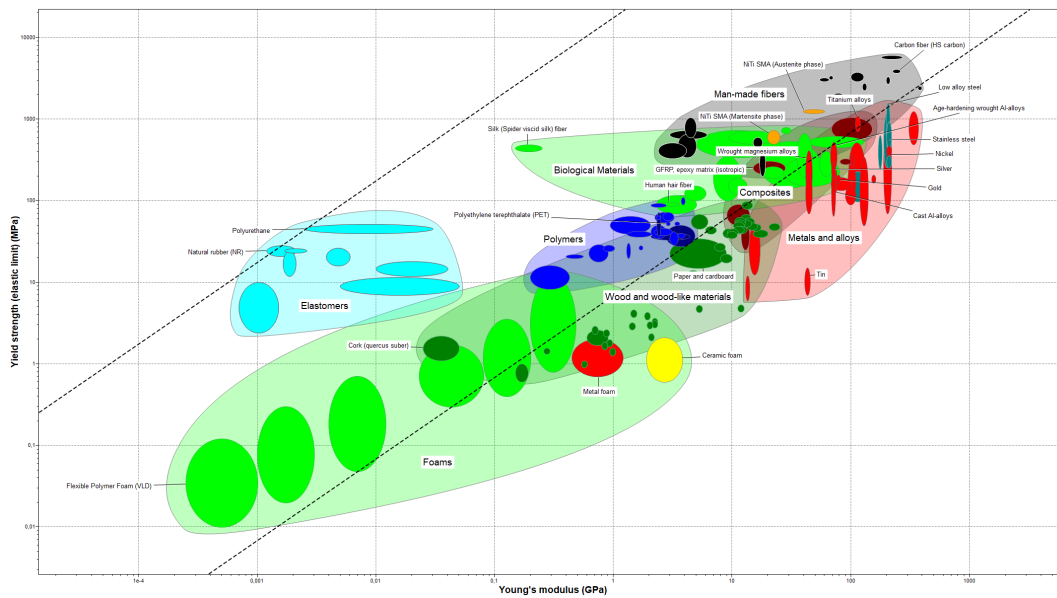 10000
Carbon fiber (HS carbon)
NiTi SMA (Austenite phase)
Low alloy steel
Man-made fibers
Titanium alloys
Age-hardening wrought Al-alloys
1000
NiTi SMA (Martensite phase)
Silk (Spider viscid silk) fiber
Stainless steel
Wrought magnesium alloys
Nickel
Biological Materials
GFRP, epoxy matrix (isotropic)
Silver
Human hair fiber
Gold
Composites
100
Polyethylene terephthalate (PET)
Cast Al-alloys
Polyurethane
Polymers
Metals and alloys
Natural rubber (NR)
Paper and cardboard
Tin
10
Wood and wood-like materials
Elastomers
Cork (quercus suber)
Ceramic foam
1
Metal foam
0,1
Foams
Flexible Polymer Foam (VLD)
0,01
Yield strength (elastic limit) (MPa)
1e-4
0,001
0,01
0,1
1
10
100
1000
Young's modulus (GPa)